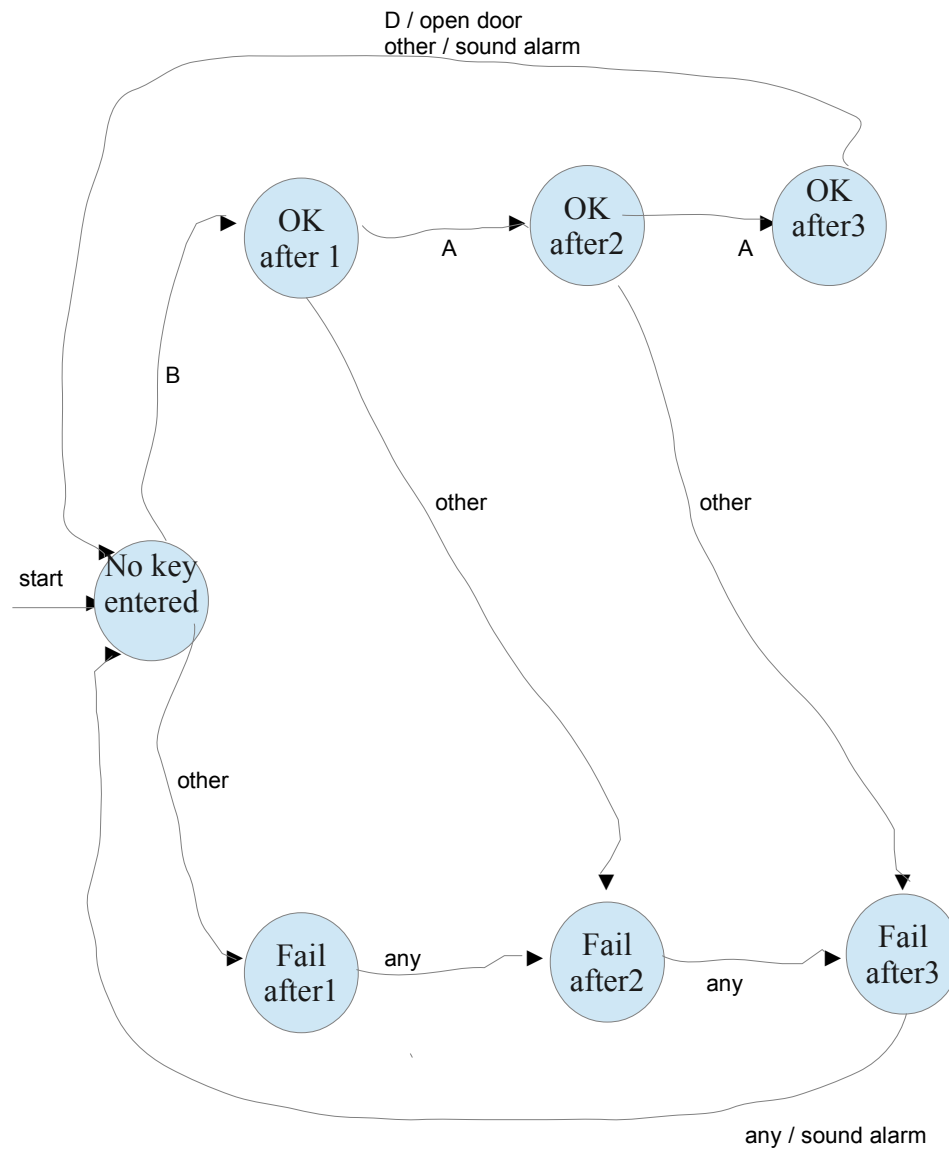 D / open door
other / sound alarm
OK
after 1
A
OK
after2
A
OK
after3
B
other
other
start
No key
entered
other
Fail
after1
any
Fail
after2
any
Fail
after3
any / sound alarm